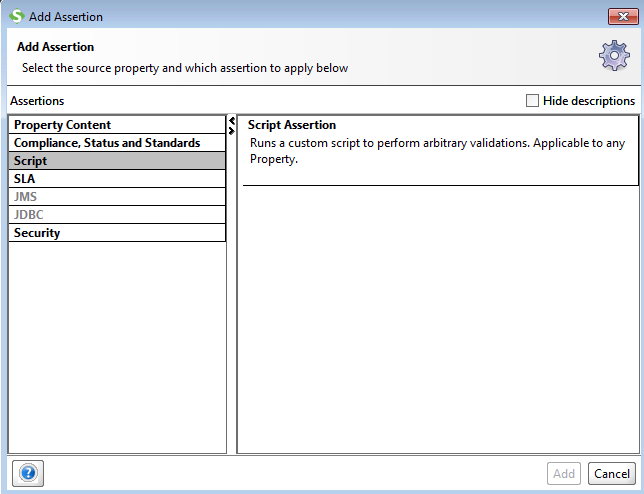 Add Assertion
Add Assertion
Select the source property and which assertion to apply below
Assertions
Hide descriptions
Property Content
Compliance, Status and Standards
Script
SLA
JMS
JDBC
Security
Script Assertion
Runs a custom script to perform arbitrary validations. Applicable to any
Property.
Add
Cancel